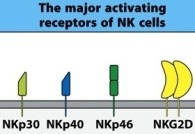 The major activating
receptors of NK cells
NKp30 NKp40 NKp46 NKG2D